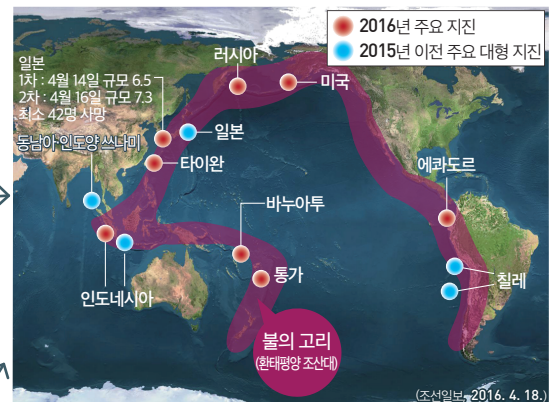 2016년 주요 지진
2015년 이전 주요 대형 지진
러시아
미국
일본
1차 : 4월 14일 규모 6.5
2차 : 4월 16일 규모 7.3
최소 42명 사망
일본
동남아·인도양 쓰나미
타이완
에콰도르
바누아투
통가
인도네시아
칠레
불의 고리
(환태평양 조산대)
(조선일보, 2016. 4. 18.)